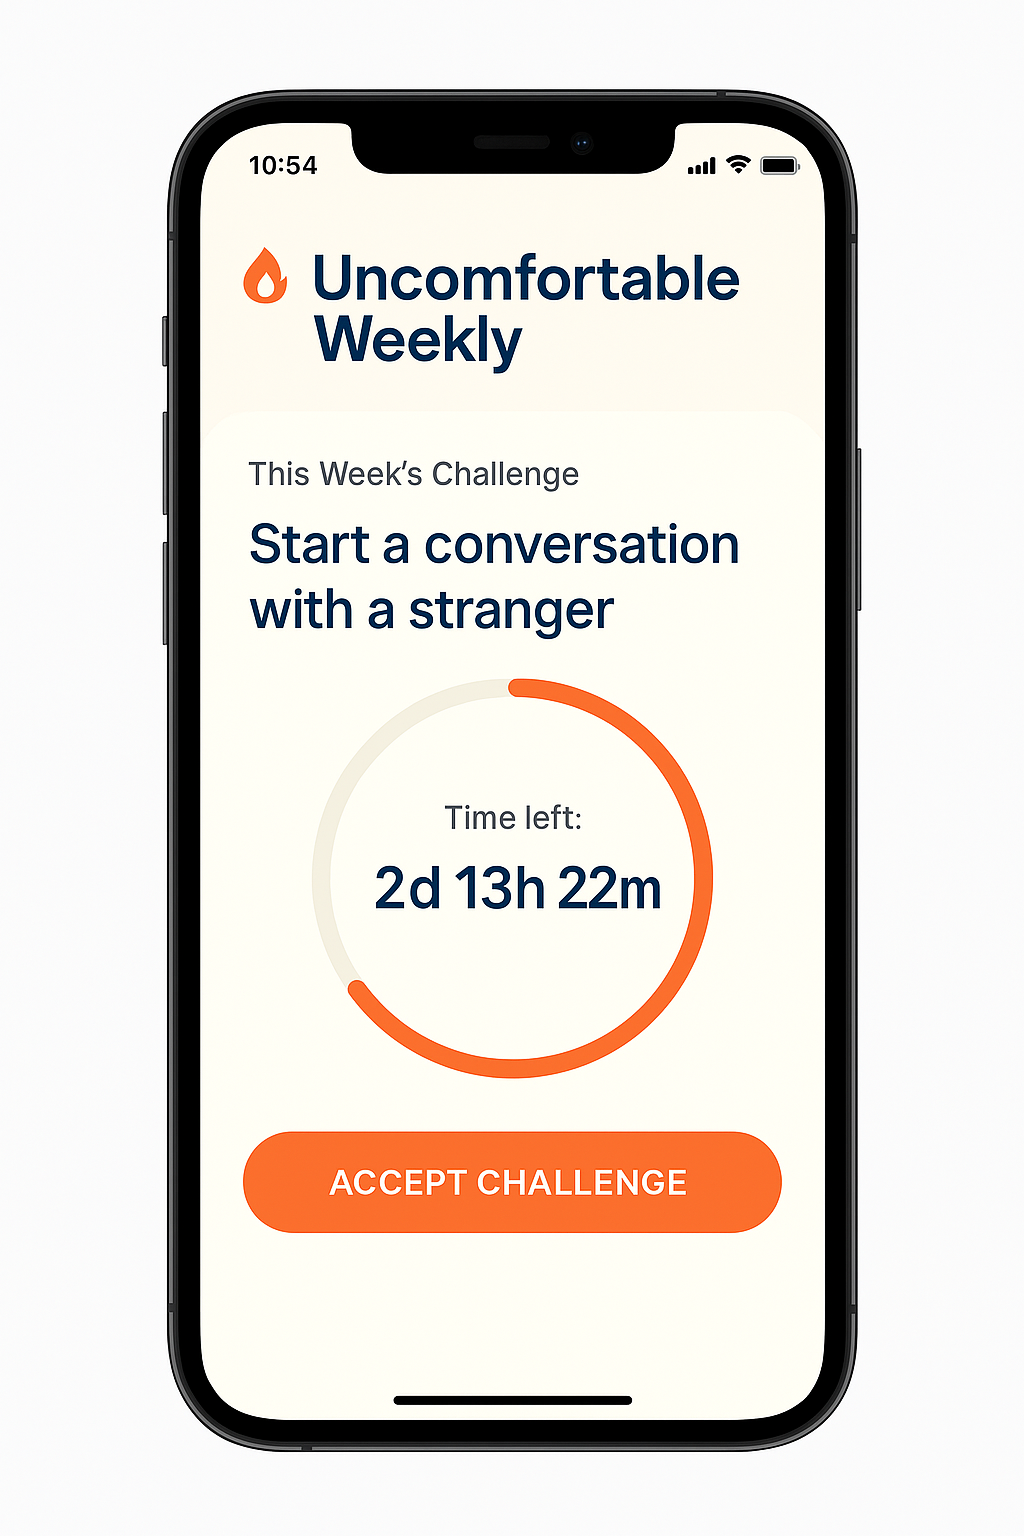 10:54
Uncomfortable
Weekly
This Week’s Challenge
Start a conversation
with a stranger
Time left:
2d 13h 22m
ACCEPT CHALLENGE